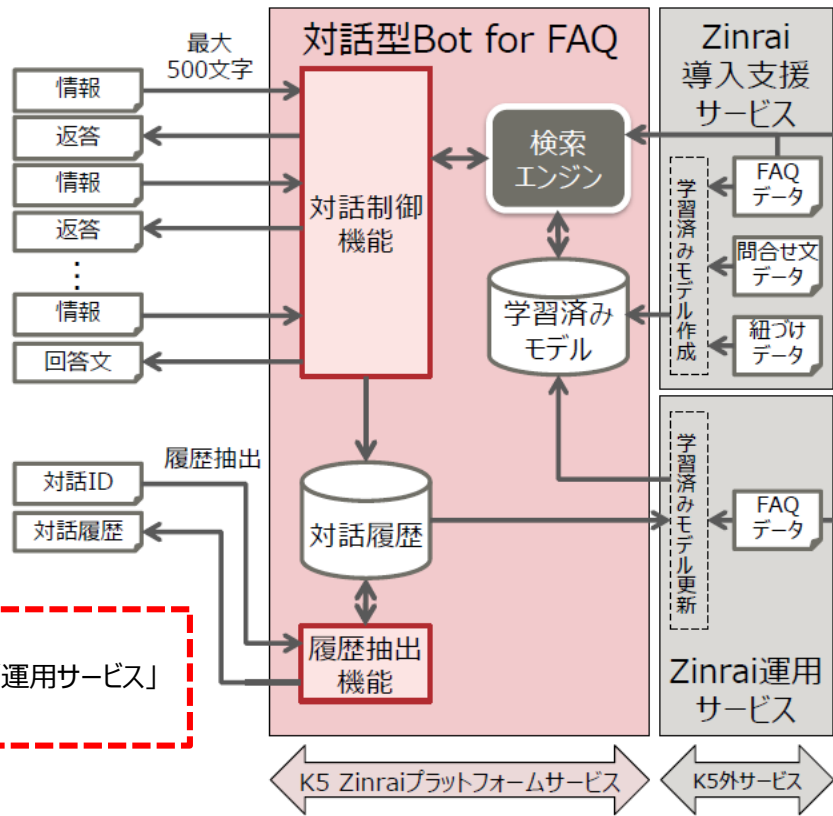 最大
500文字
情報
返答
情報
返答
⋮
情報
回答文
履歴抽出
対話ID
対話履歴
運用サービス」
対話型Bot for FAQ
対話制御
機能
検索
エンジン
学習済み
モデル
対話履歴
履歴抽出
機能
Zinrai
導入支援
サービス
学習済みモデル作成
FAQ
データ
問合せ文
データ
紐づけ
データ
学習済みモデル更新
FAQ
データ
Zinrai運用
サービス
K5 Zinraiプラットフォームサービス
K5外サービス